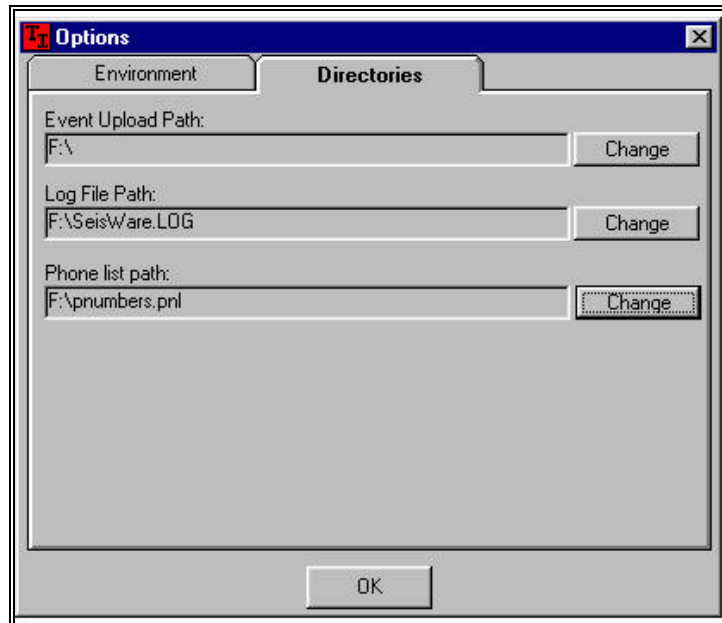 TI Options
Environment Directories
Event Upload Path:
F:\ Change
Log File Path:
F:\SeisWare.LOG Change
Phone list path:
F:\pnumbers.pnl Change
OK